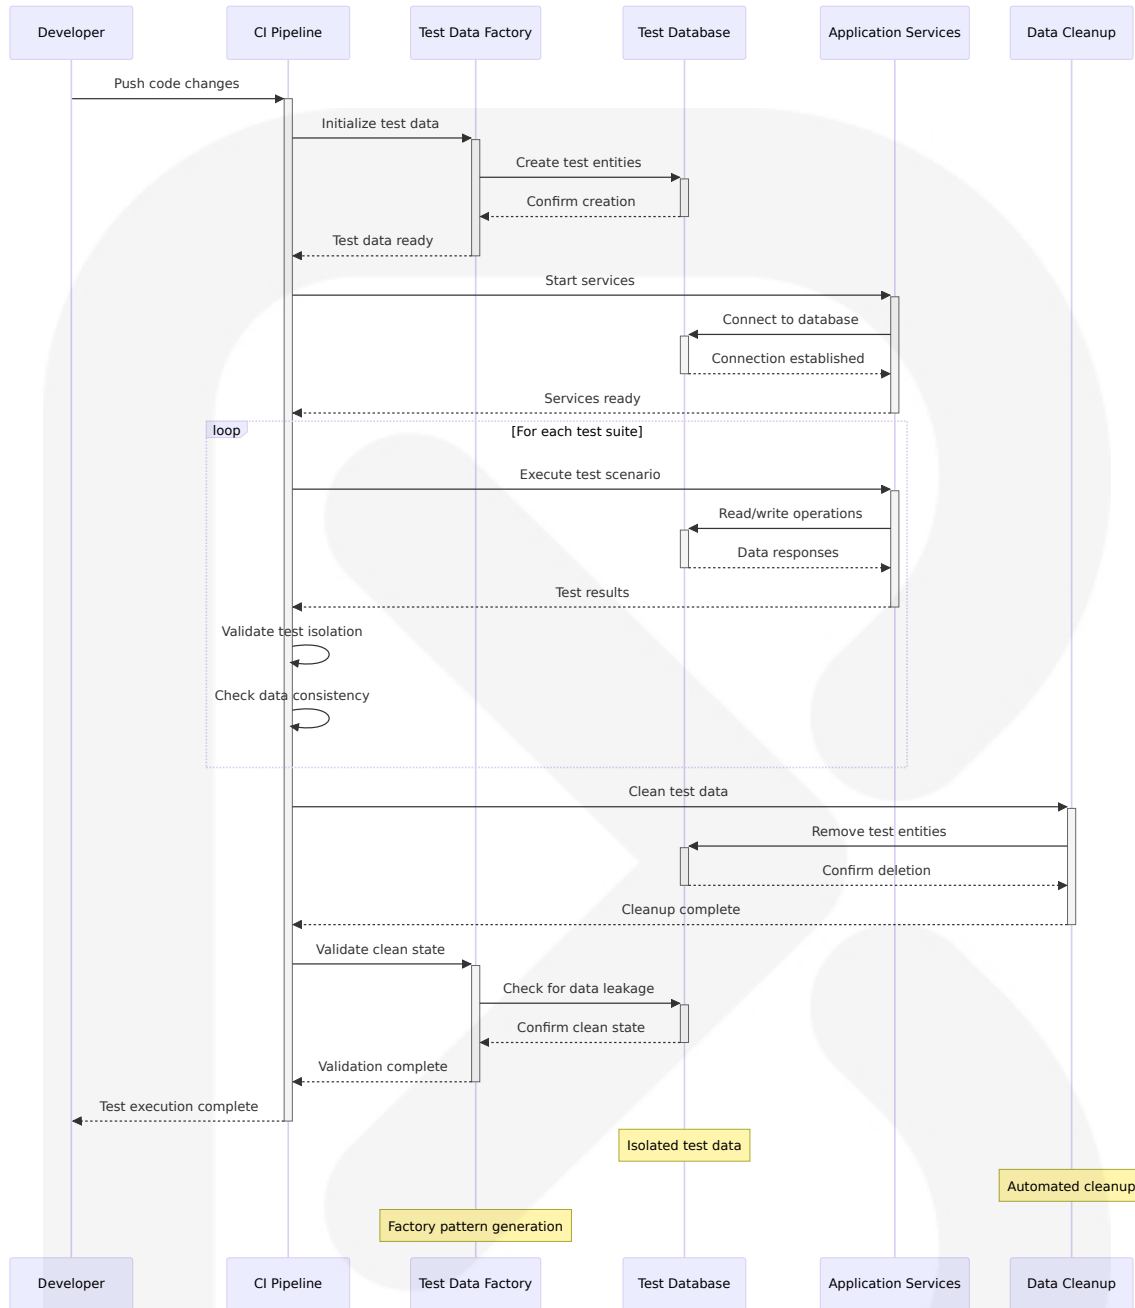 Developer
CI Pipeline
Test Data Factory
Test Database
Application Services
Data Cleanup
Push code changes
Initialize test data
Create test entities
Confirm creation
Test data ready
Start services
Connect to database
Connection established
Services ready
loop
[For each test suite]
Execute test scenario
Read/write operations
Data responses
Test results
Validate test isolation
Check data consistency
Clean test data
Remove test entities
Confirm deletion
Cleanup complete
Validate clean state
Check for data leakage
Confirm clean state
Validation complete
Test execution complete
Isolated test data
Automated cleanup
Factory pattern generation
Developer
CI Pipeline
Test Data Factory
Test Database
Application Services
Data Cleanup